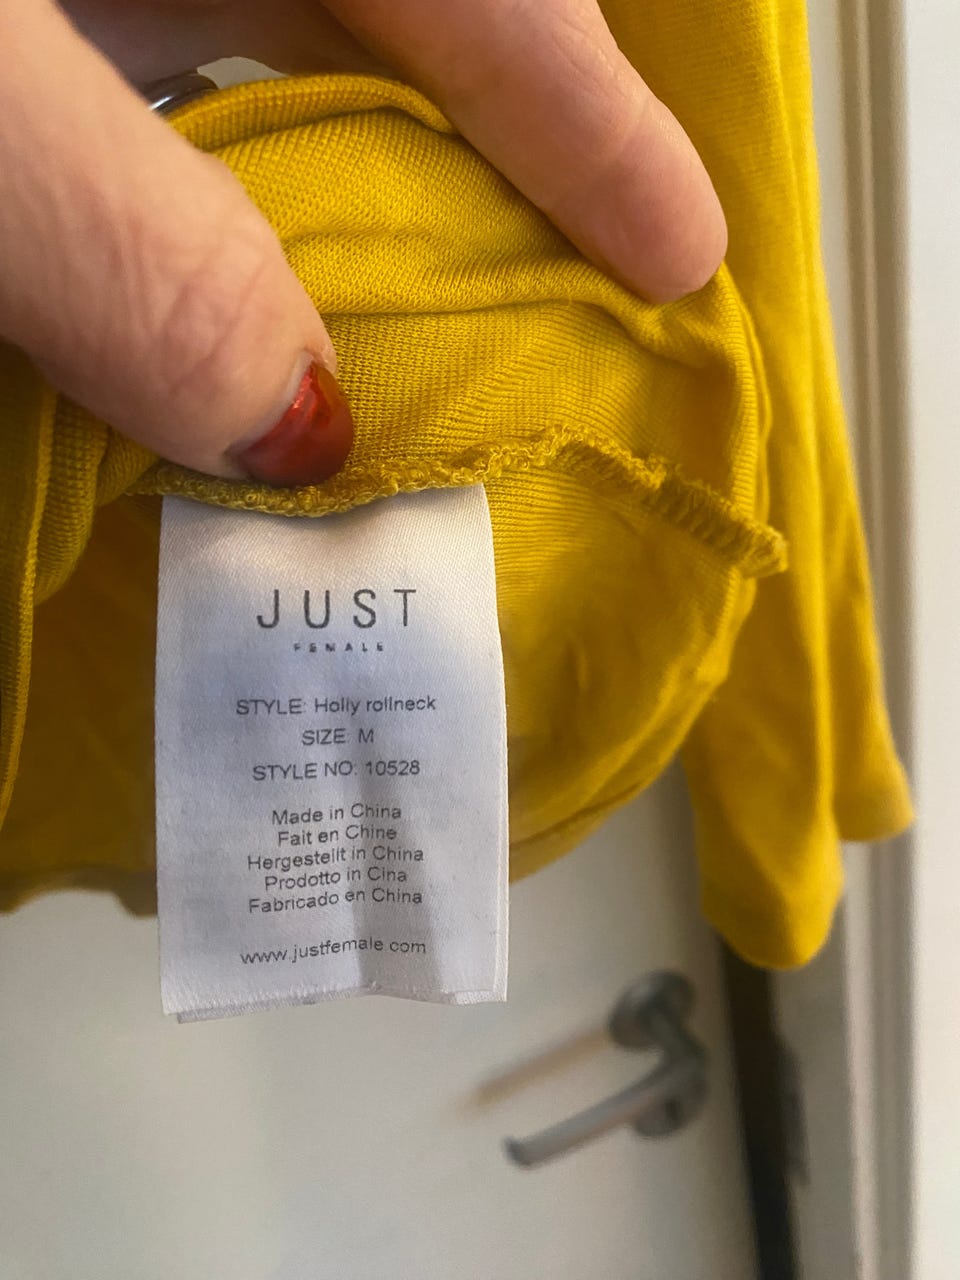 JUST
FEMALE
STYLE: Holly rollneck
SIZE: M
STYLE NO: 10528
Made in China
Fait en Chine
Hergestellt in China
Prodotto in Cina
Fabricado en China
www.justfemale.com